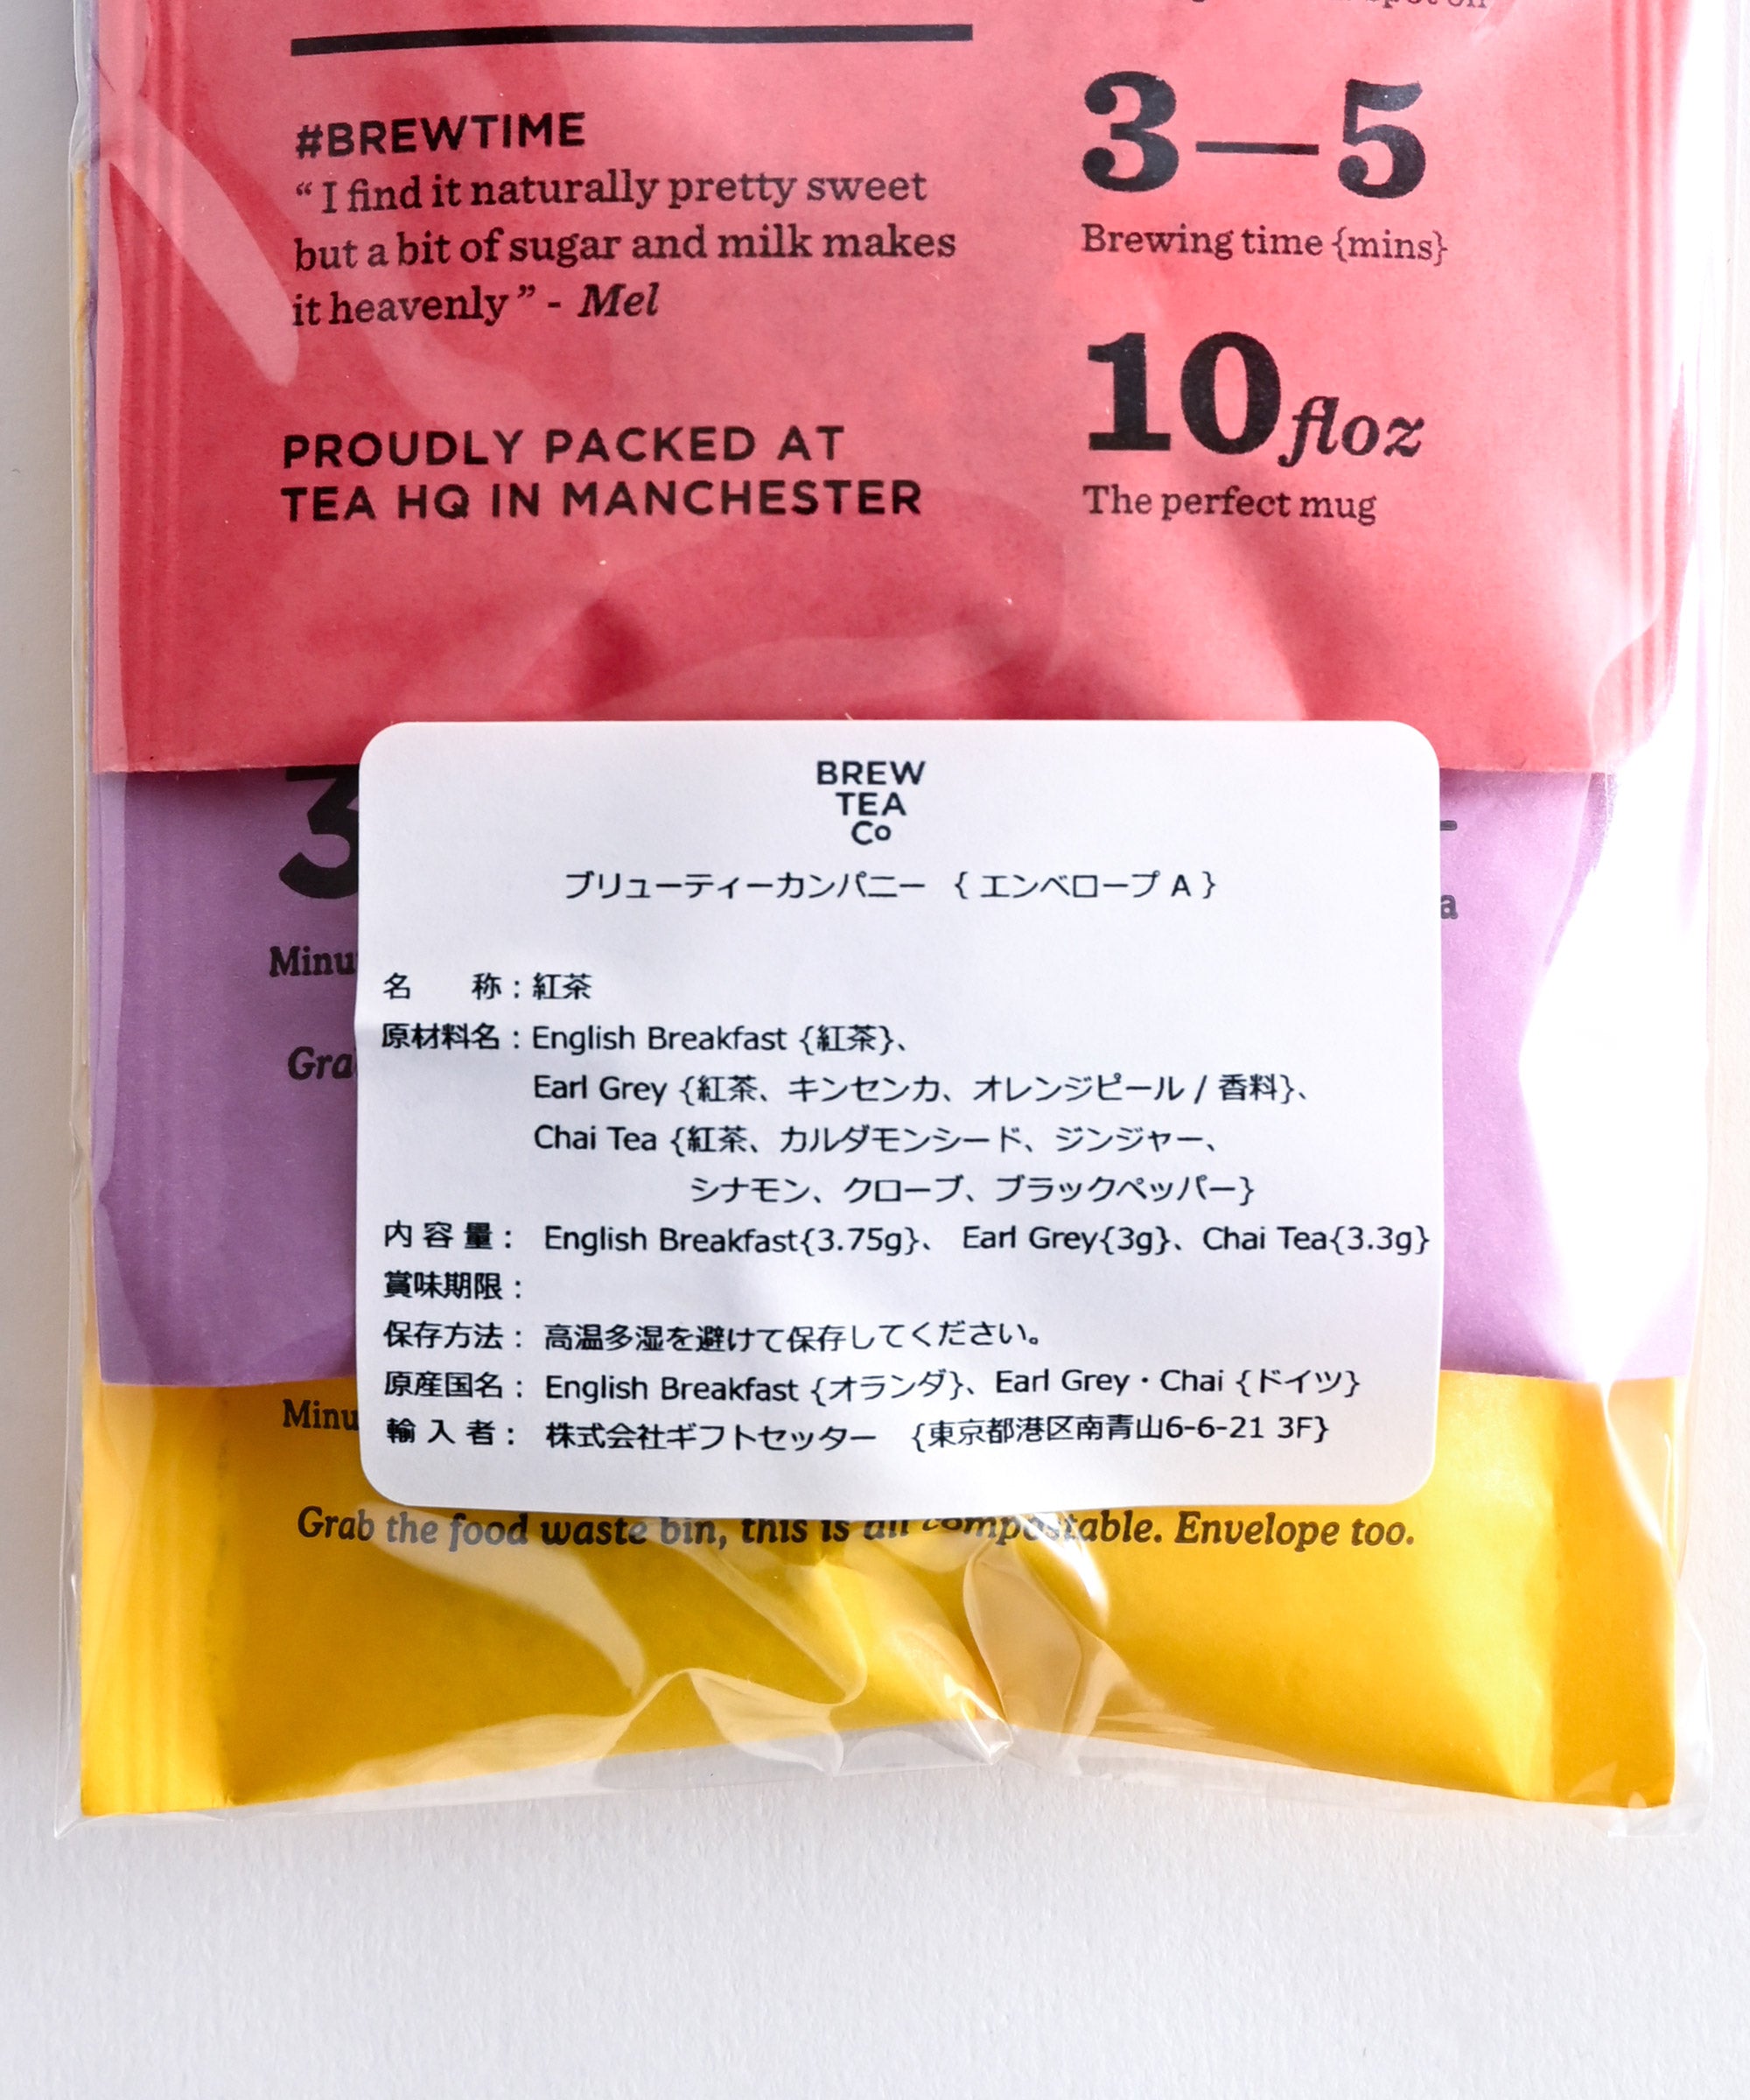 #BREWTIME
“ I find it naturally pretty sweet
but a bit of sugar and milk makes
it heavenly ” - Mel
PROUDLY PACKED AT
TEA HQ IN MANCHESTER
3—5
Brewing time {mins}
10 fl oz
The perfect mug
3
BREW
TEA
Co
ブリューティーカンパニー { エンベロープ A }
名 称：紅茶
原材料名：English Breakfast {紅茶}、
Earl Grey {紅茶、キンセンカ、オレンジピール / 香料}、
Chai Tea {紅茶、カルダモンシード、ジンジャー、
シナモン、クローブ、ブラックペッパー}
内 容 量： English Breakfast{3.75g}、 Earl Grey{3g}、Chai Tea{3.3g}
賞味期限：
保存方法： 高温多湿を避けて保存してください。
原産国名： English Breakfast {オランダ}、Earl Grey・Chai {ドイツ}
輸 入 者： 株式会社ギフトセッター {東京都港区南青山6-6-21 3F}
Grab the food waste bin, this is all compostable. Envelope too.